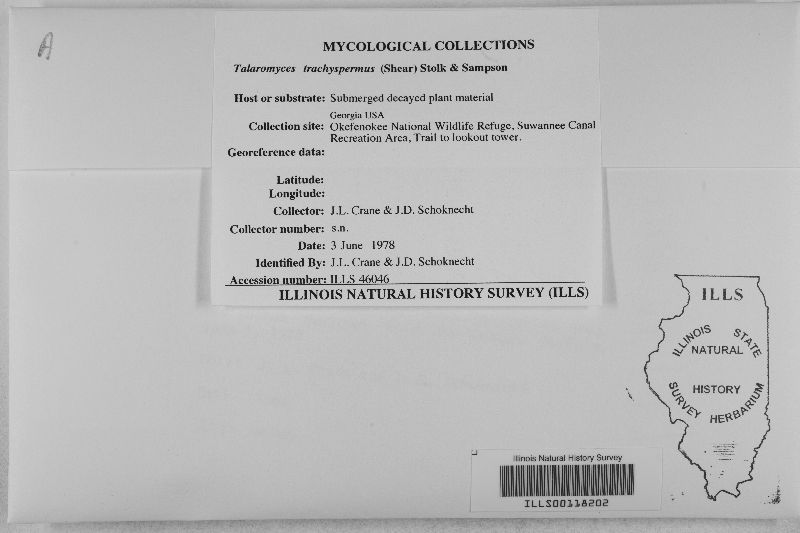 A
MYCOLOGICAL COLLECTIONS
Talaromyces trachyspermus (Shear) Stolk & Sampson
Host or substrate: Submerged decayed plant material
Georgia USA
Collection site: Okefenokee National Wildlife Refuge, Suwannee Canal
Recreation Area, Trail to lookout tower.
Georeference data:
Latitude:
Longitude:
Collector: J.L. Crane & J.D. Schoknecht
Collector number: s.n.
Date: 3 June 1978
Identified By: J.L. Crane & J.D. Schoknecht
Accession number: ILLS 46046
ILLINOIS NATURAL HISTORY SURVEY (ILLS)
ILLS
ILLINOIS STATE
NATURAL
HISTORY
SURVEY HERBARIUM
Illinois Natural History Survey
ILLS00118202